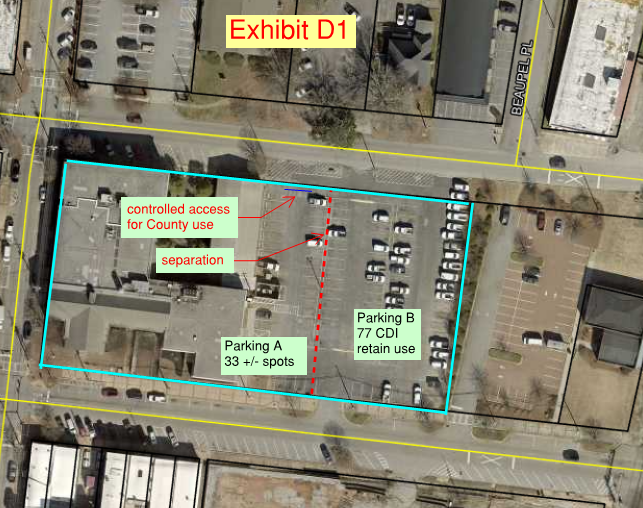 Exhibit D1
BEAUPEL PL
controlled access
for County use
separation
Parking A
33 +/- spots
Parking B
77 CDI
retain use